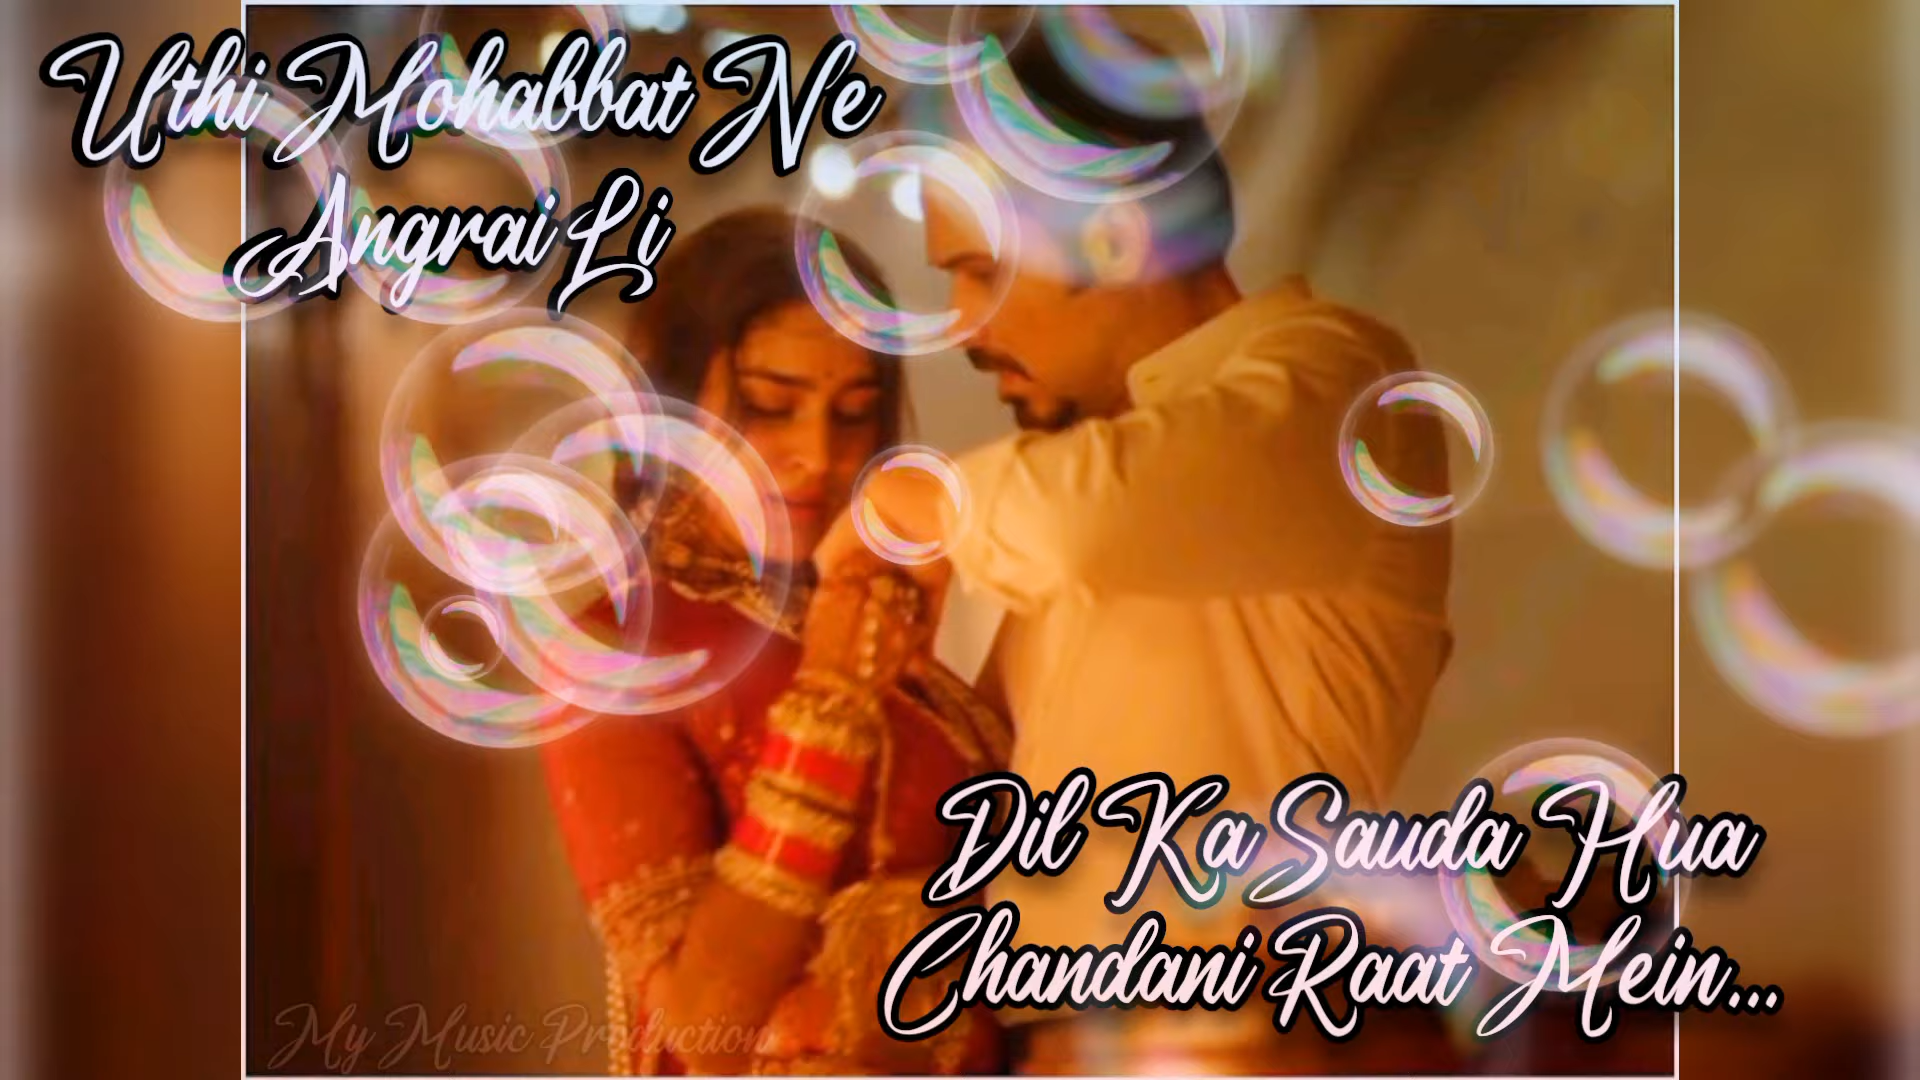 Uthi Mohabbat Ne
Angrai Li
Dil Ka Sauda Hua
Chandani Raat Mein...
My Music Production